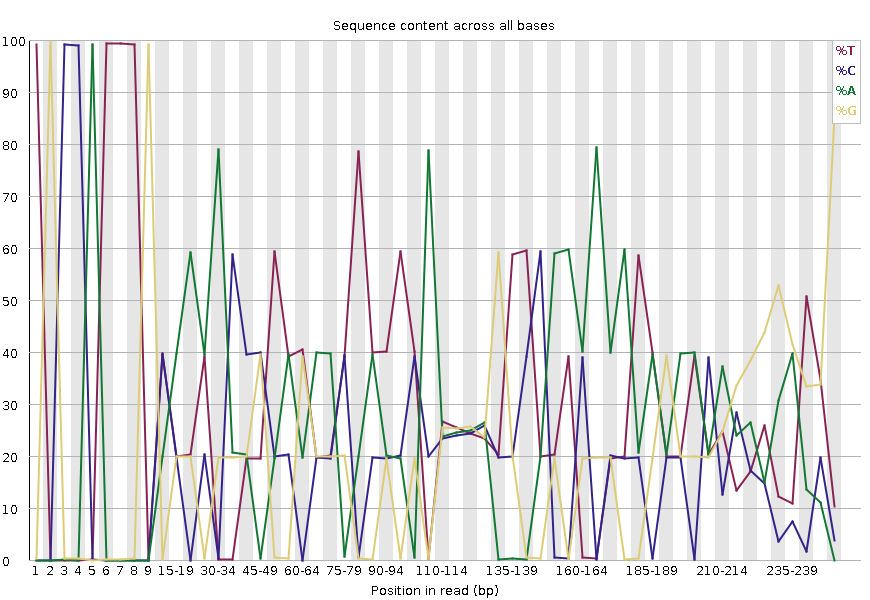 Sequence content across all bases
%T
%C
%A
%G
100
90
80
70
60
50
40
30
20
10
0
1 2 3 4 5 6 7 8 9 15-19 30-34 45-49 60-64 75-79 90-94 110-114 135-139 160-164 185-189 210-214 235-239
Position in read (bp)